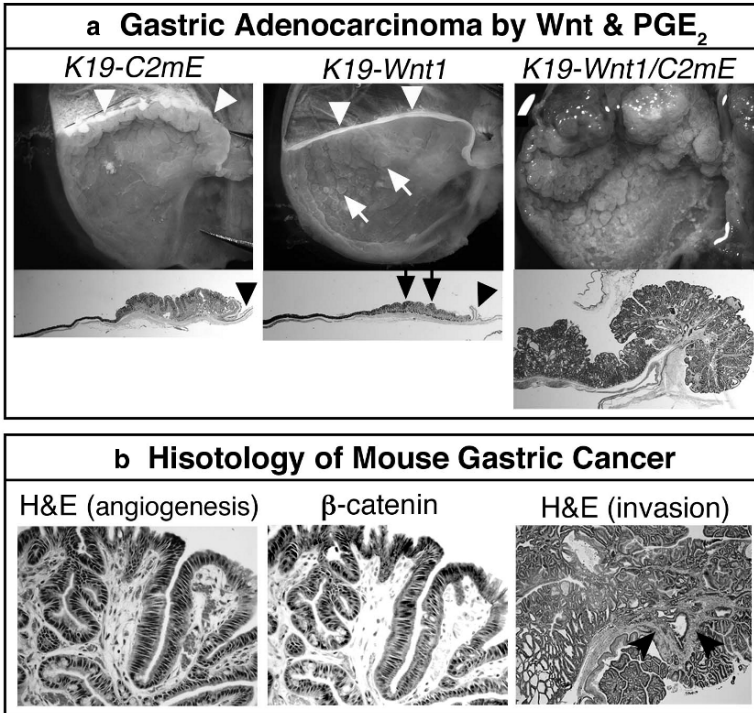 a Gastric Adenocarcinoma by Wnt & PGE2
K19-C2mE K19-Wnt1 K19-Wnt1/C2mE
b Hisotology of Mouse Gastric Cancer
H&E (angiogenesis) β-catenin H&E (invasion)